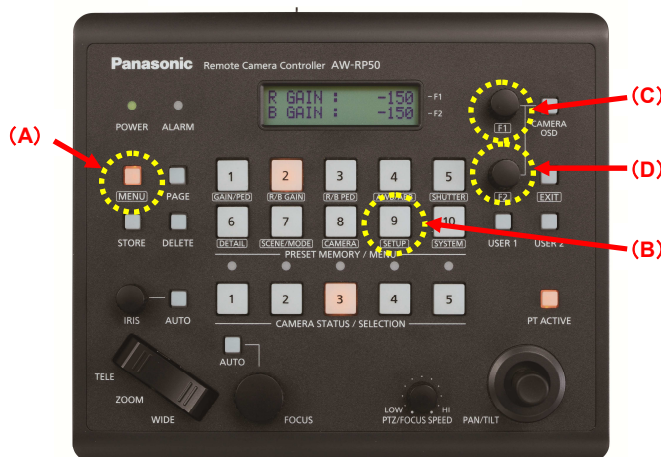 Panasonic Remote Camera Controller AW-RP50
R GAIN : -150 - F1
B GAIN : -150 - F2
(C)
F1
CAMERA
OSD
POWER ALARM
(A)
1 2 3 4 5
(D)
MENU PAGE
GAIN/PED R/B GAIN R/B PED SHUTTER
F2 EXIT
6 7 8 9 10
(B)
STORE DELETE
DETAIL SCENE/MODE CAMERA SETUP SYSTEM
USER 1 USER 2
PRESET MEMORY / MENU
1 2 3 4 5
IRIS AUTO
CAMERA STATUS / SELECTION
PT ACTIVE
AUTO
TELE
ZOOM
WIDE
FOCUS
LOW HI
PTZ/FOCUS SPEED
PAN/TILT